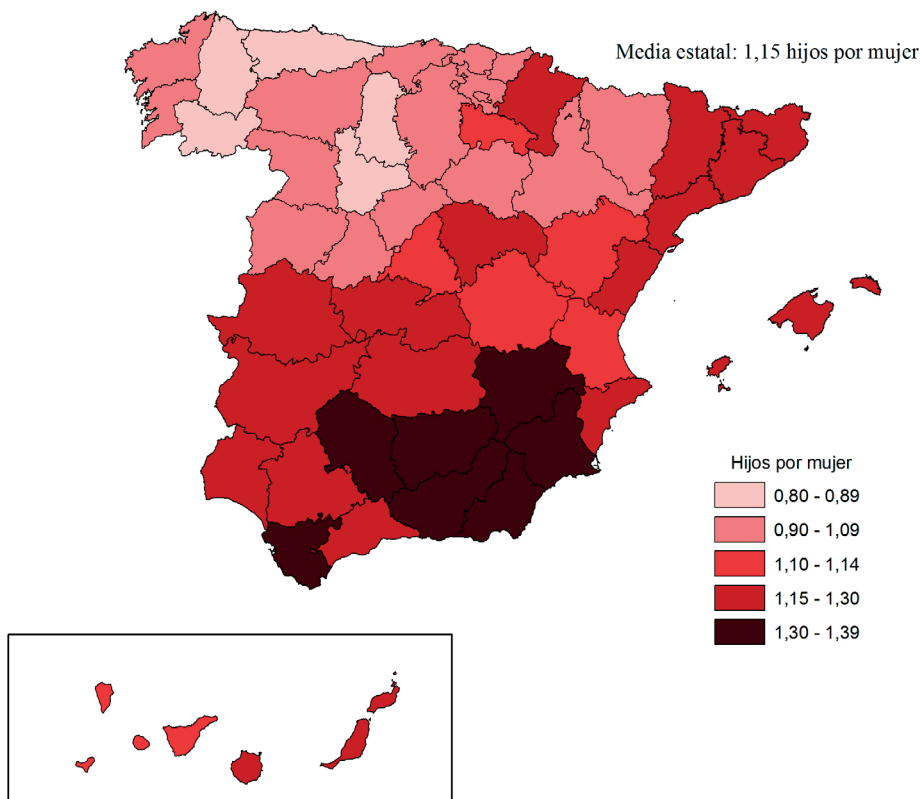 Media estatal: 1,15 hijos por mujer
Hijos por mujer
0,80 - 0,89
0,90 - 1,09
1,10 - 1,14
1,15 - 1,30
1,30 - 1,39